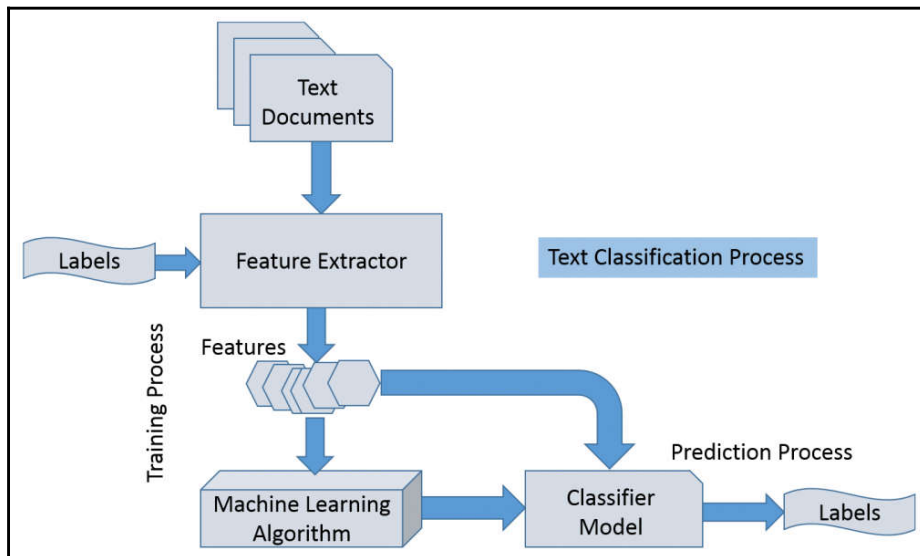 Text
Documents
Labels
Feature Extractor
Text Classification Process
Training Process
Features
Prediction Process
Machine Learning
Algorithm
Classifier
Model
Labels